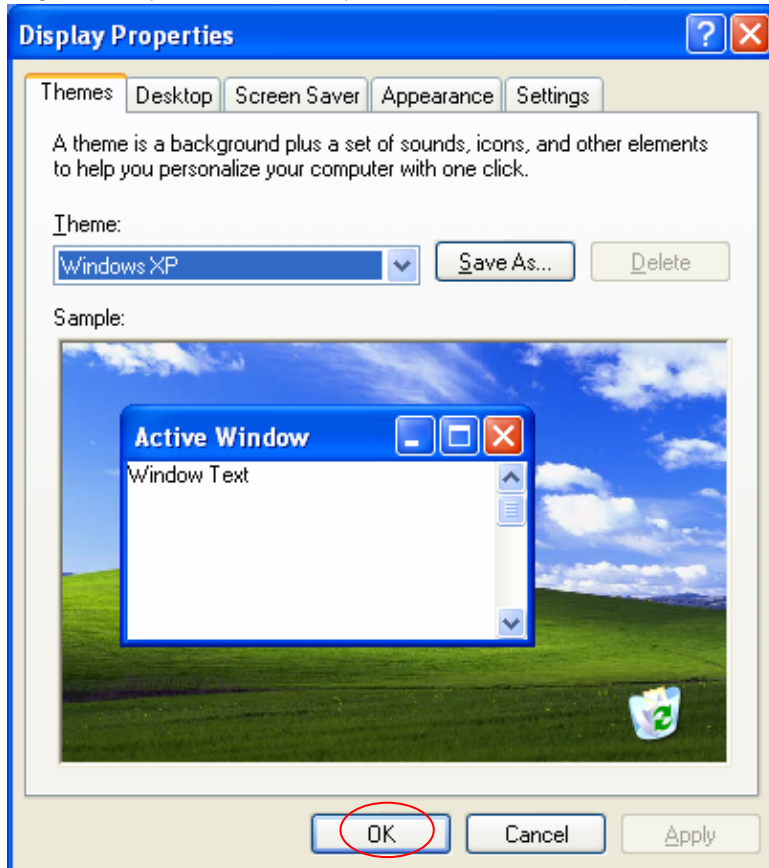 Display Properties
Themes Desktop Screen Saver Appearance Settings
A theme is a background plus a set of sounds, icons, and other elements
to help you personalize your computer with one click.
Theme:
Windows XP Save As... Delete
Sample:
Active Window
Window Text
OK Cancel Apply